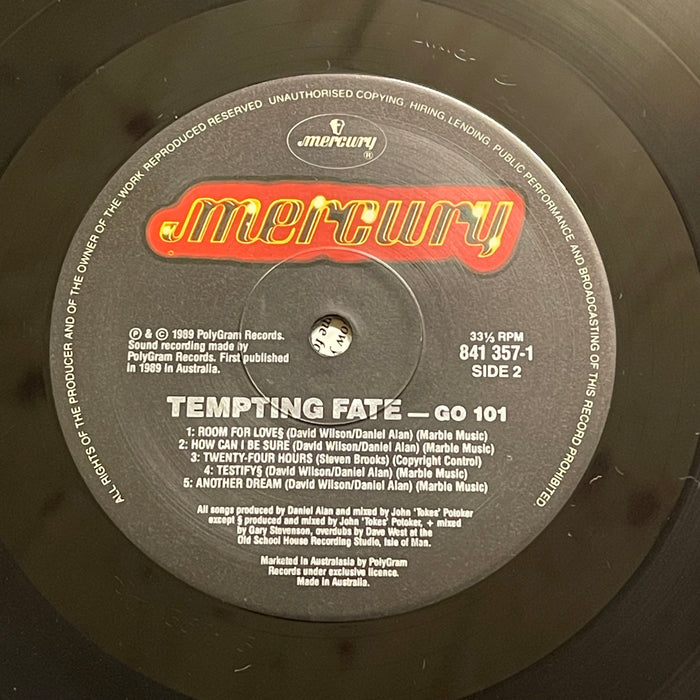 ALL RIGHTS OF THE PRODUCER AND OF THE OWNER OF THE WORK REPRODUCED RESERVED UNAUTHORISED COPYING, HIRING, LENDING, PUBLIC PERFORMANCE AND BROADCASTING OF THIS RECORD PROHIBITED
mercury ®
mercury
℗ & © 1989 PolyGram Records.
Sound recording made by
PolyGram Records. First published
in 1989 in Australia.
33⅓ RPM
841 357-1
SIDE 2
TEMPTING FATE — GO 101
1: ROOM FOR LOVE§ (David Wilson/Daniel Alan) (Marble Music)
2: HOW CAN I BE SURE (David Wilson/Daniel Alan) (Marble Music)
3: TWENTY-FOUR HOURS (Steven Brooks) (Copyright Control)
4: TESTIFY§ (David Wilson/Daniel Alan) (Marble Music)
5: ANOTHER DREAM (David Wilson/Daniel Alan) (Marble Music)
All songs produced by Daniel Alan and mixed by John 'Tokes' Potoker
except § produced and mixed by John 'Tokes' Potoker, + mixed
by Gary Stevenson, overdubs by Dave West at the
Old School House Recording Studio, Isle of Man.
Marketed in Australasia by PolyGram
Records under exclusive licence.
Made in Australia.